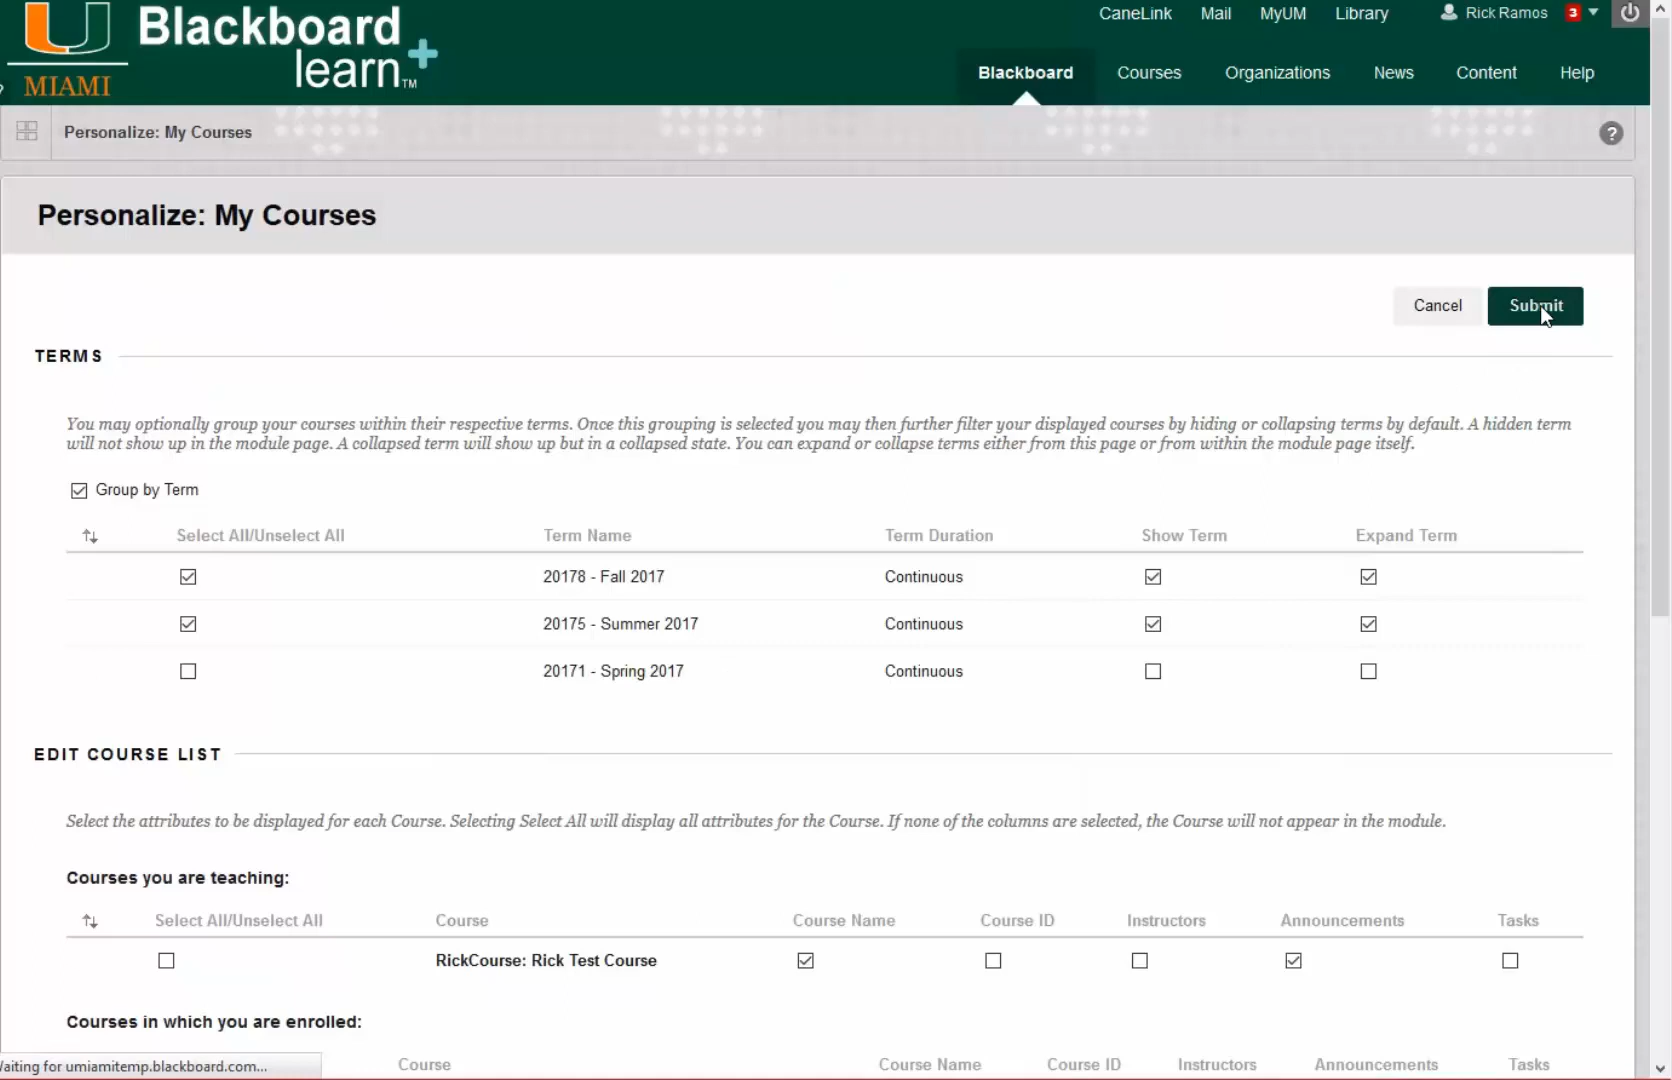 CaneLink Mail MyUM Library Rick Ramos 3
Blackboard
learn™
MIAMI
Blackboard Courses Organizations News Content Help
Personalize: My Courses ?
Personalize: My Courses
Cancel Submit
TERMS
You may optionally group your courses within their respective terms. Once this grouping is selected you may then further filter your displayed courses by hiding or collapsing terms by default. A hidden term
will not show up in the module page. A collapsed term will show up but in a collapsed state. You can expand or collapse terms either from this page or from within the module page itself.
Group by Term
Select All/Unselect All Term Name Term Duration Show Term Expand Term
20178 - Fall 2017 Continuous
20175 - Summer 2017 Continuous
20171 - Spring 2017 Continuous
EDIT COURSE LIST
Select the attributes to be displayed for each Course. Selecting Select All will display all attributes for the Course. If none of the columns are selected, the Course will not appear in the module.
Courses you are teaching:
Select All/Unselect All Course Course Name Course ID Instructors Announcements Tasks
RickCourse: Rick Test Course
Courses in which you are enrolled:
Course Course Name Course ID Instructors Announcements Tasks
aiting for umiamitemp.blackboard.com...